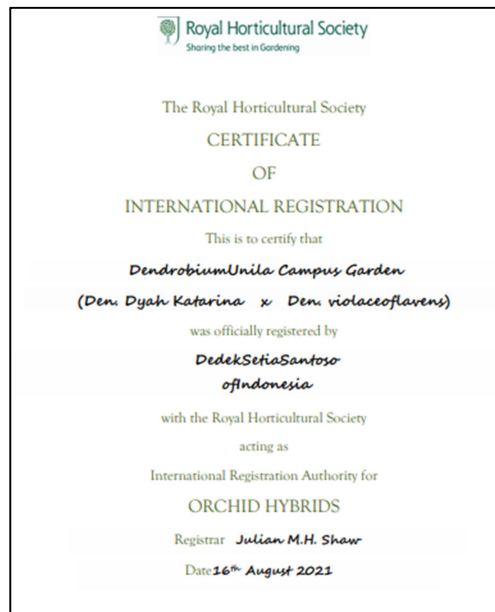 Royal Horticultural Society
Sharing the best in Gardening
The Royal Horticultural Society
CERTIFICATE
OF
INTERNATIONAL REGISTRATION
This is to certify that
DendrobiumUnila Campus Garden
(Den. Dyah Katarina x Den. violaceoflavens)
was officially registered by
DedekSetiaSantoso
ofIndonesia
with the Royal Horticultural Society
acting as
International Registration Authority for
ORCHID HYBRIDS
Registrar Julian M.H. Shaw
Date16th August 2021